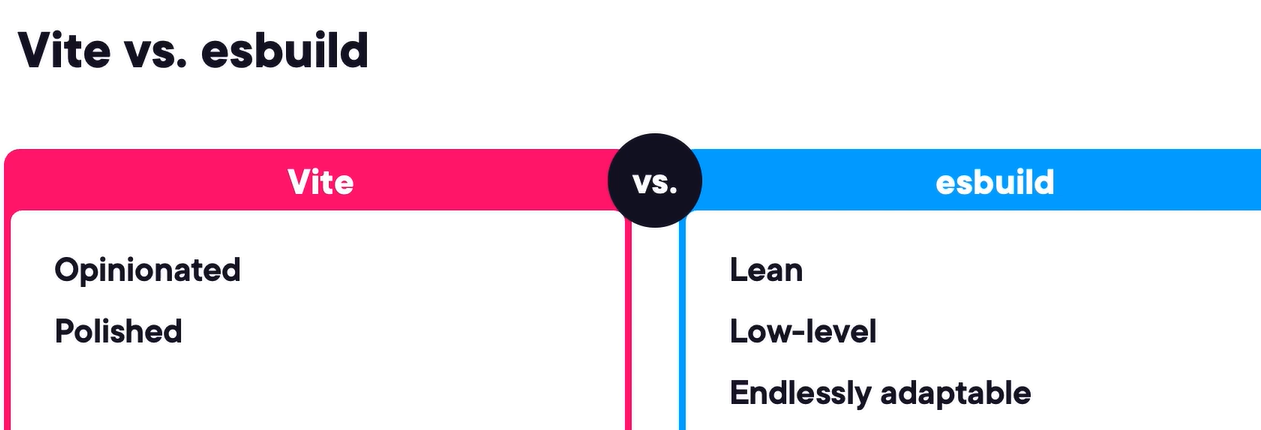 Vite vs. esbuild
Vite
vs.
esbuild
Opinionated
Polished
Lean
Low-level
Endlessly adaptable